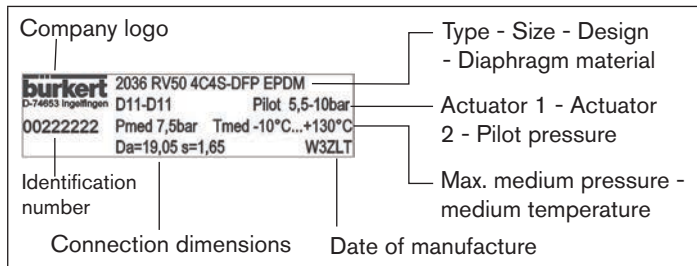 Company logo
Type - Size - Design
- Diaphragm material
burkert
D-74653 Ingelfingen
00222222
2036 RV50 4C4S-DFP EPDM
D11-D11 Pilot 5,5-10bar
Pmed 7,5bar Tmed -10°C...+130°C
Da=19,05 s=1,65 W3ZLT
Actuator 1 - Actuator
2 - Pilot pressure
Max. medium pressure -
medium temperature
Identification
number
Connection dimensions
Date of manufacture